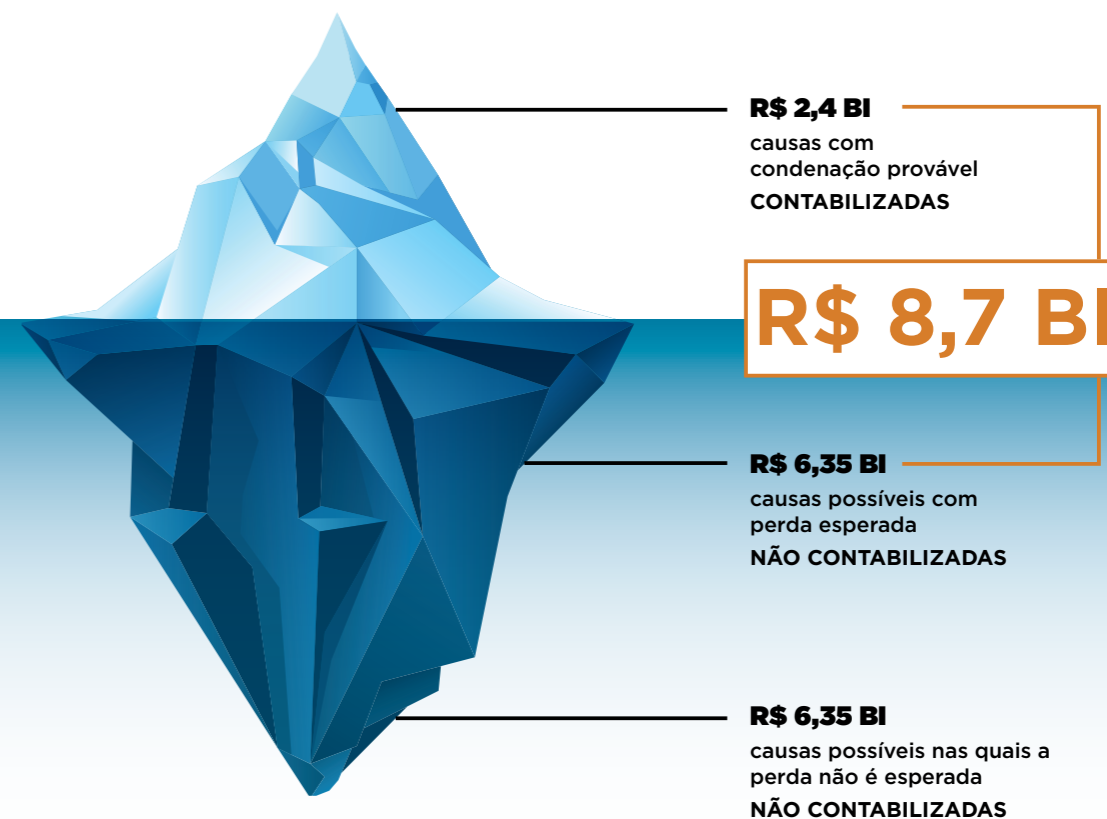 R$ 2,4 BI
causas com
condenação provável
CONTABILIZADAS
R$ 8,7 BI
R$ 6,35 BI
causas possíveis com
perda esperada
NÃO CONTABILIZADAS
R$ 6,35 BI
causas possíveis nas quais a
perda não é esperada
NÃO CONTABILIZADAS